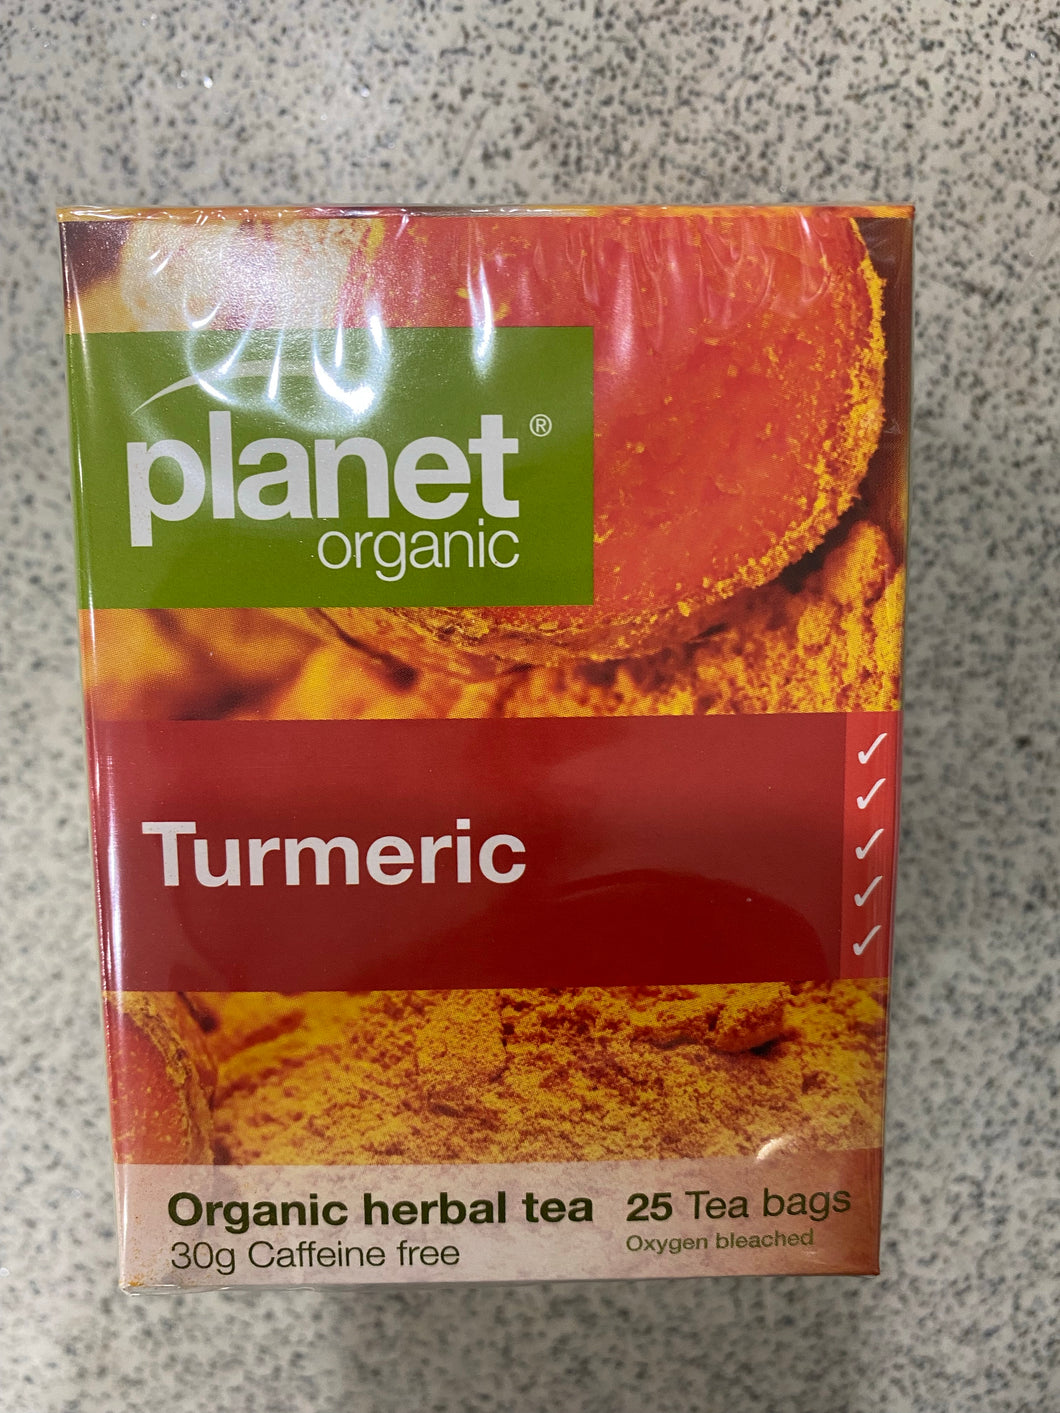 planet®
organic
Turmeric
Organic herbal tea
30g Caffeine free
25 Tea bags
Oxygen bleached